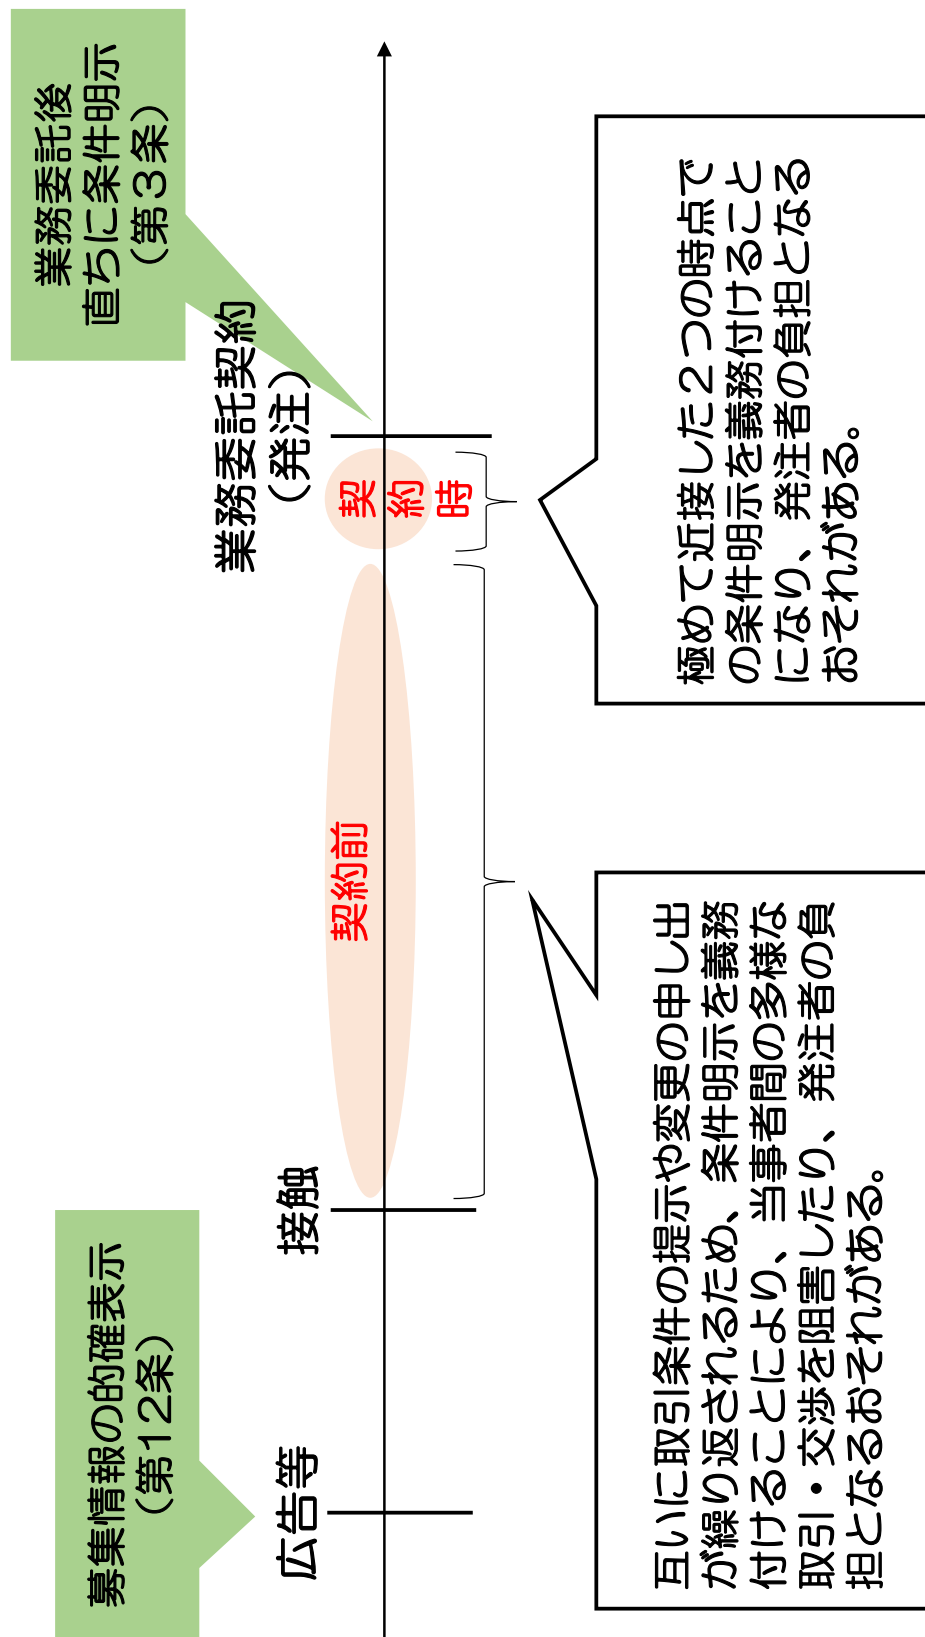 募集情報の的確表示
（第１２条）
業務委託後
直ちに条件明示
（第３条）
広告等
接触
業務委託契約
（発注）
契約前
契
約
時
互いに取引条件の提示や変更の申し出
が繰り返されるため、条件明示を義務
付けることにより、当事者間の多様な
取引・交渉を阻害したり、発注者の負
担となるおそれがある。
極めて近接した２つの時点で
の条件明示を義務付けること
になり、発注者の負担となる
おそれがある。